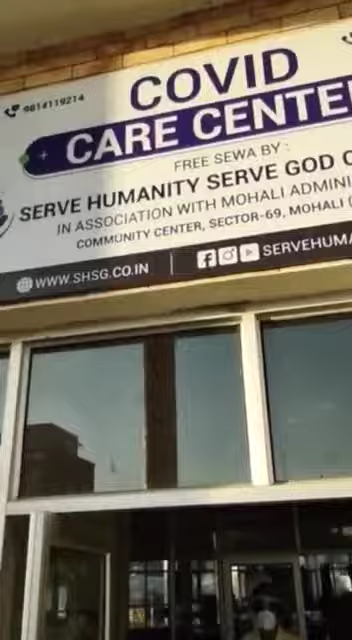 9814119214
COVID
CARE CENTE
FREE SEWA BY :
SERVE HUMANITY SERVE GOD C
IN ASSOCIATION WITH MOHALI ADMINI
COMMUNITY CENTER, SECTOR-69, MOHALI (
WWW.SHSG.CO.IN
SERVEHUMA